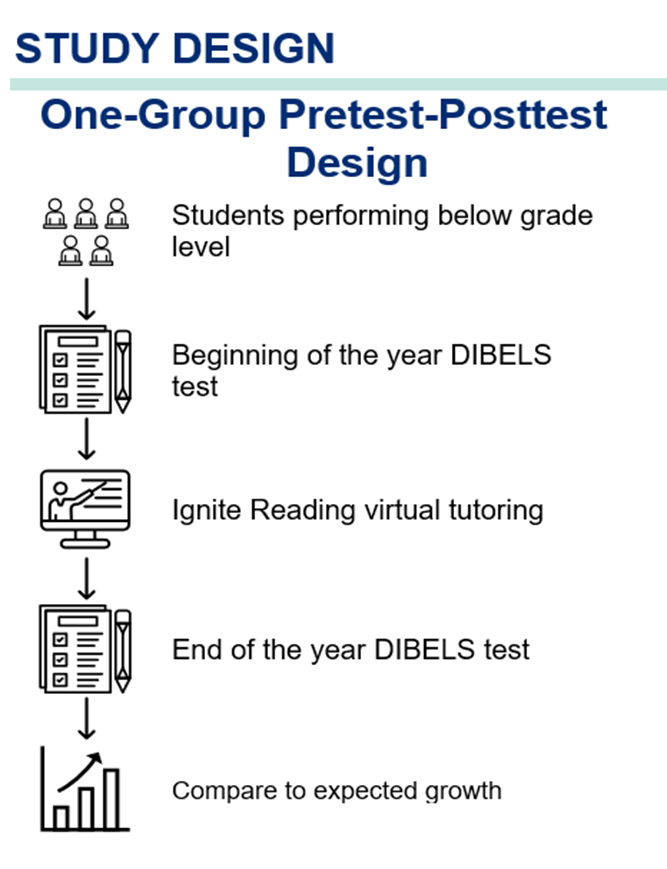 STUDY DESIGN
One-Group Pretest-Posttest
Design
Students performing below grade
level
Beginning of the year DIBELS
test
Ignite Reading virtual tutoring
End of the year DIBELS test
Compare to expected growth